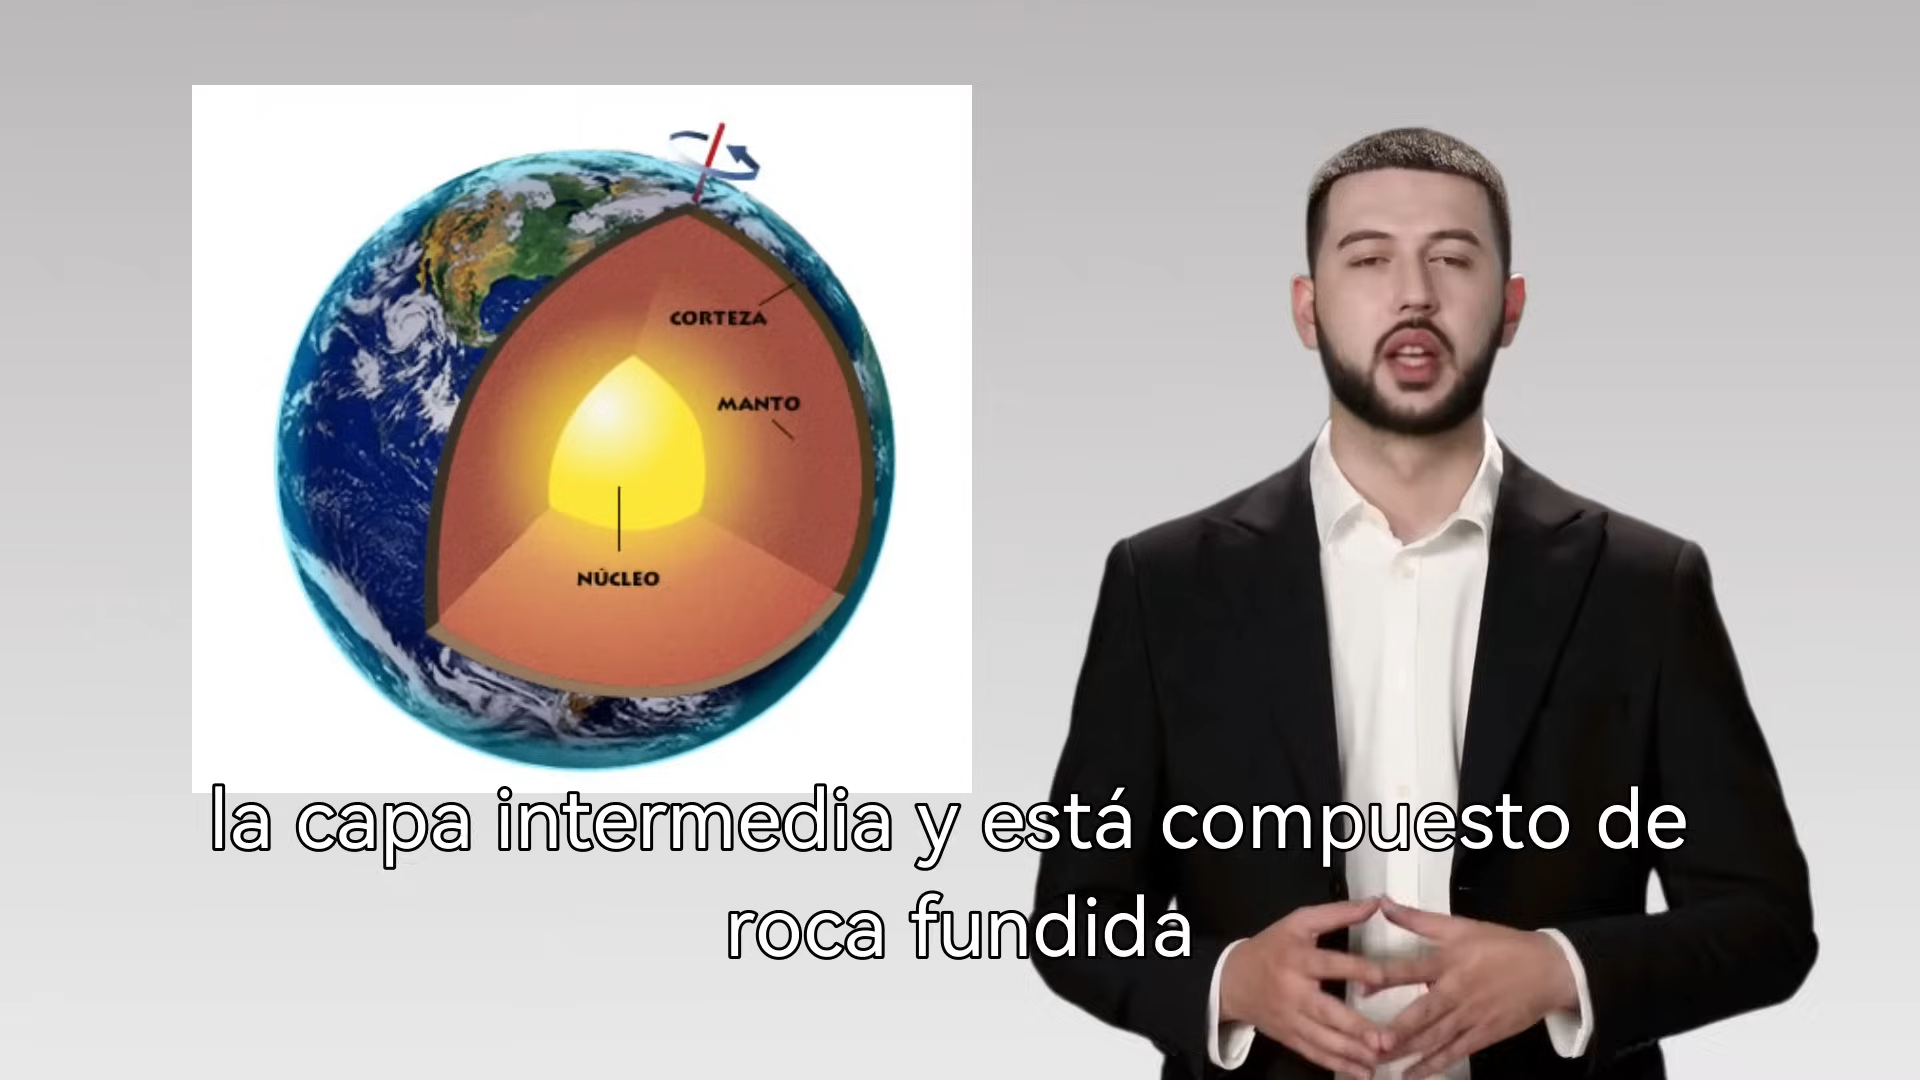 CORTEZA
MANTO
NÚCLEO
la capa intermedia y está compuesto de
roca fundida